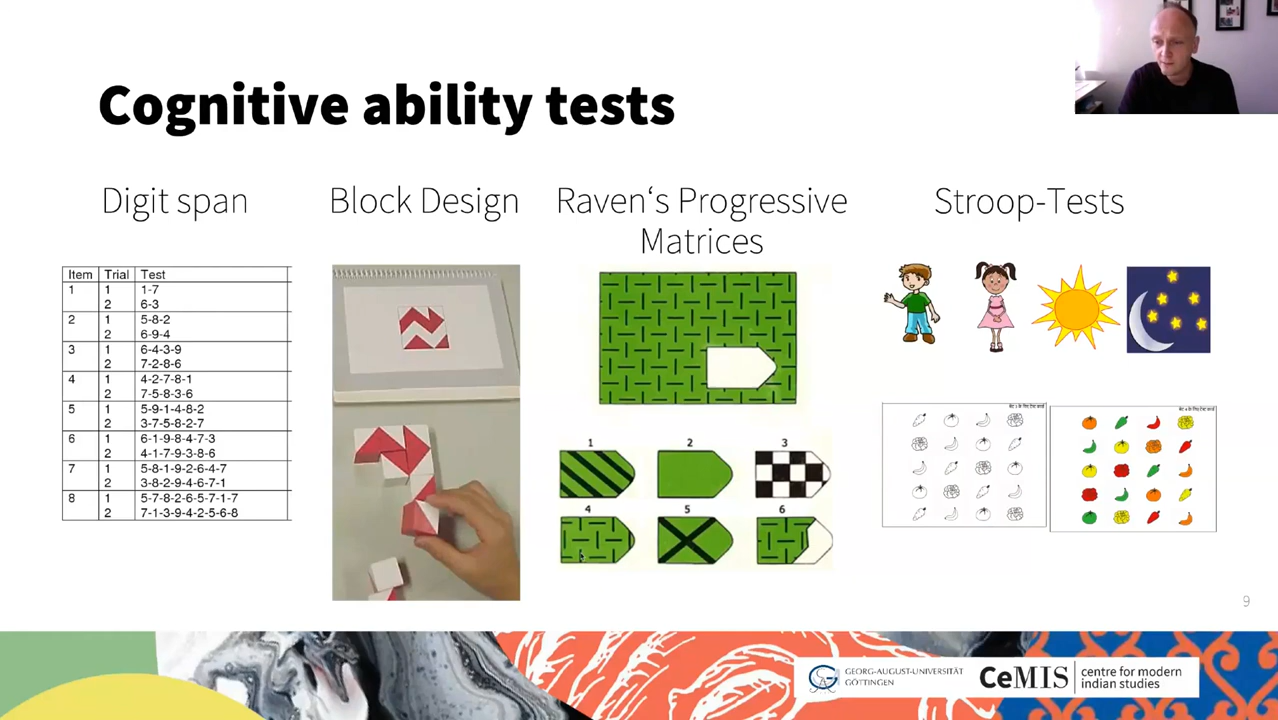 Cognitive ability tests
Digit span
Block Design
Raven‘s Progressive
Matrices
Stroop-Tests
Item Trial Test
1 1 1-7
2 6-3
2 1 5-8-2
2 6-9-4
3 1 6-4-3-9
2 7-2-8-6
4 1 4-2-7-8-1
2 7-5-8-3-6
5 1 5-9-1-4-8-2
2 3-7-5-8-2-7
6 1 6-1-9-8-4-7-3
2 4-1-7-9-3-8-6
7 1 5-8-1-9-2-6-4-7
2 3-8-2-9-4-6-7-1
8 1 5-7-8-2-6-5-7-1-7
2 7-1-3-9-4-2-5-6-8
1 2 3
4 5 6
9
GEORG-AUGUST-UNIVERSITÄT
GÖTTINGEN
CeMIS
centre for modern
indian studies